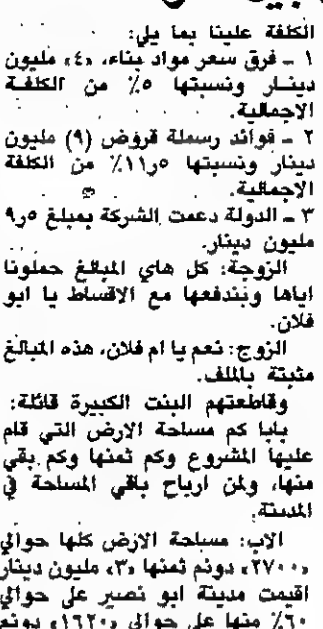 الكلفة علينا بما يلي:
١ ـ فرق سعر مواد بناء، «٤» مليون
دينار ونسبتها ٥٪ من الكلفة
الاجمالية.
٢ ـ فوائد رسملة قروض (٩) مليون
دينار ونسبتها ٥ر١١٪ من الكلفة
الاجمالية.
٣ ـ الدولة دعمت الشركة بمبلغ ٥ر٩
مليون دينار.
الزوجة: كل هاي المبالغ حملونا
اياها وبندفعها مع الاقساط يا ابو
فلان.
الزوج: نعم يا ام فلان، هذه المبالغ
مثبتة بالملف.
وقاطعتهم البنت الكبيرة قائلة:
بابا كم مساحة الارض التي قام
عليها المشروع وكم ثمنها وكم بقي
منها، ولمن ارباح باقي المساحة في
المدينة.
الاب: مساحة الارض كلها حوالي
«٢٧٠٠» دونم ثمنها «٣» مليون دينار
اقيمت مدينة ابو نصير على حوالي
٦٠٪ منها على حوالي «١٦٢٠» دونم